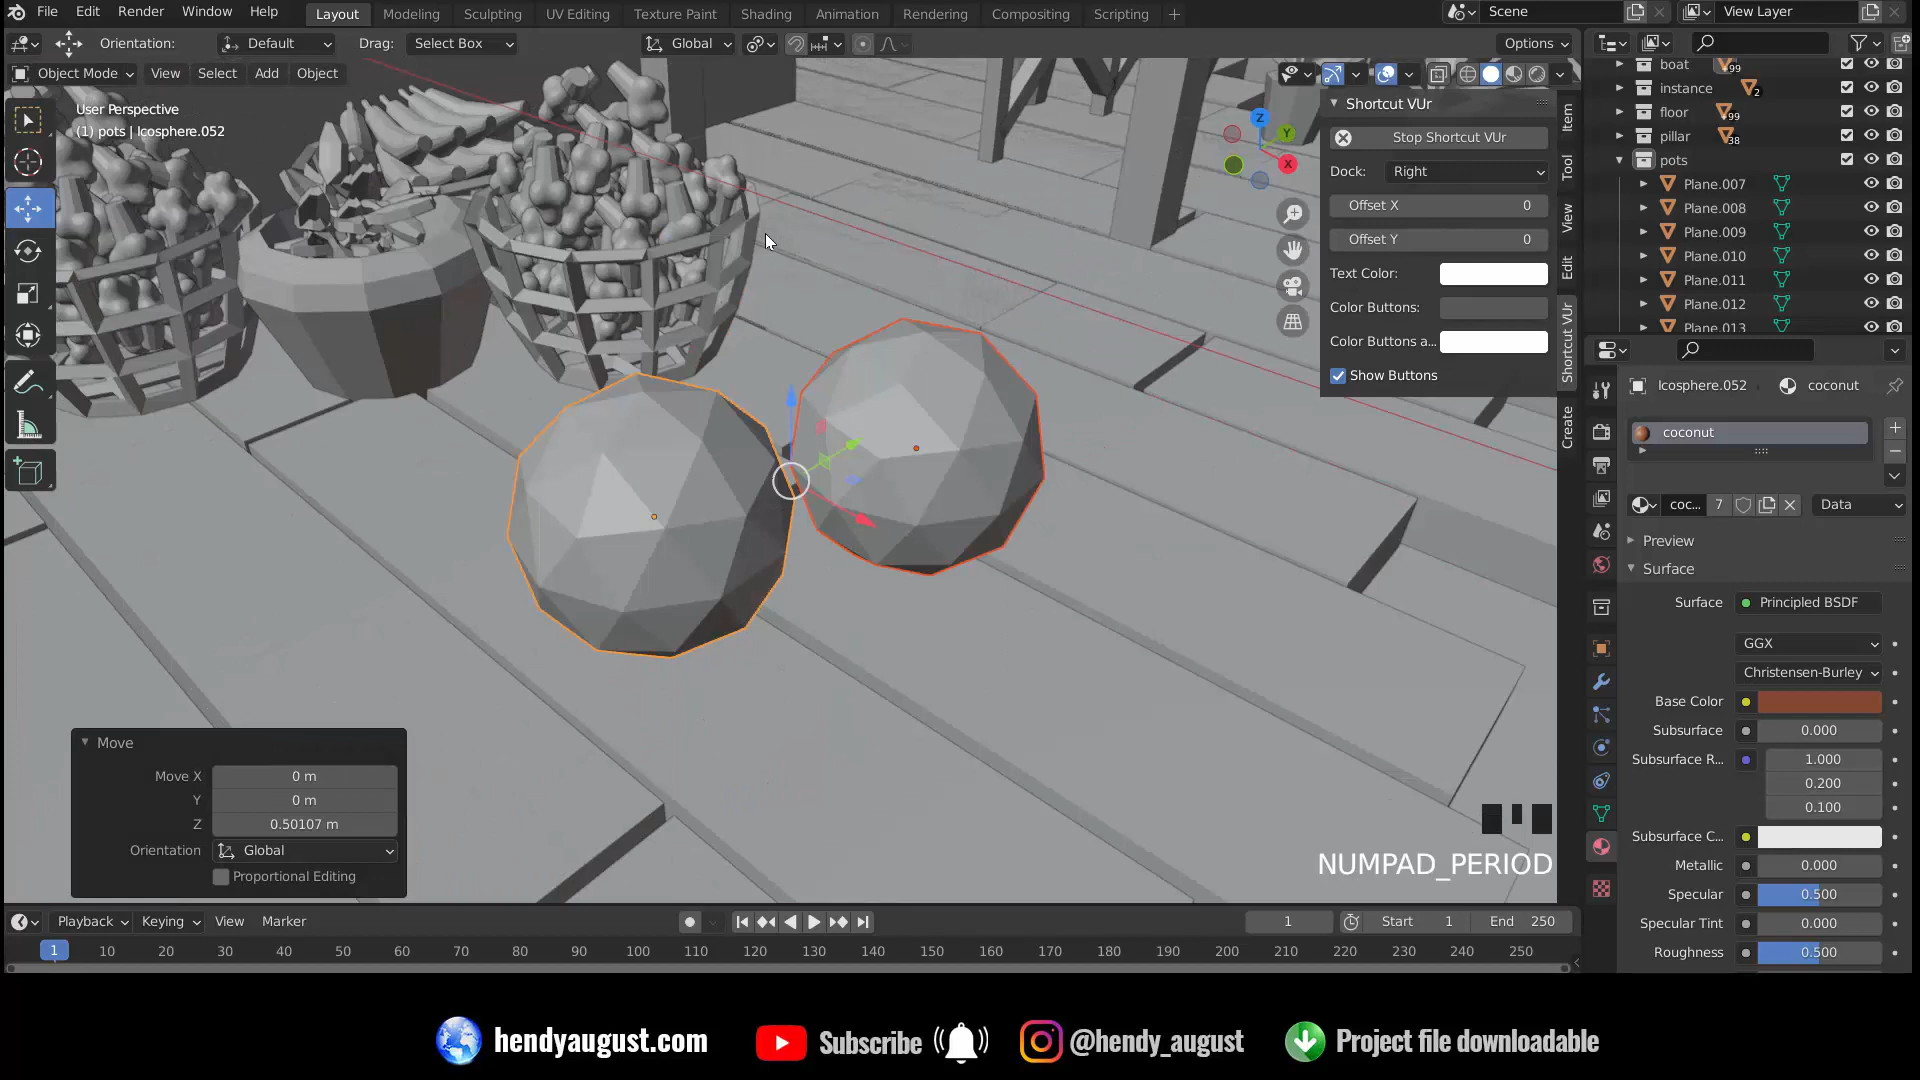 File Edit Render Window Help Layout Modeling Sculpting UV Editing Texture Paint Shading Animation Rendering Compositing Scripting + Scene View Layer
Orientation: Default Drag: Select Box Global Options
Object Mode View Select Add Object
User Perspective
(1) pots | Icosphere.052
Shortcut VUr
Stop Shortcut VUr
Dock: Right
Offset X 0
Offset Y 0
Text Color:
Color Buttons:
Color Buttons a...
Show Buttons
Item
Tool
View
Edit
Shortcut VUr
Create
Z
Y
X
boat 99
instance 2
floor 99
pillar 38
pots
Plane.007
Plane.008
Plane.009
Plane.010
Plane.011
Plane.012
Plane.013
Icosphere.052 coconut
coconut
coc... 7 Data
Preview
Surface
Surface Principled BSDF
GGX
Christensen-Burley
Base Color
Subsurface 0.000
Subsurface R... 1.000
0.200
0.100
Subsurface C...
Metallic 0.000
Specular 0.500
Specular Tint 0.000
Roughness 0.500
Move
Move X 0 m
Y 0 m
Z 0.50107 m
Orientation Global
Proportional Editing
NUMPAD_PERIOD
Playback Keying View Marker 1 Start 1 End 250
1 10 20 30 40 50 60 70 80 90 100 110 120 130 140 150 160 170 180 190 200 210 220 230 240 250
hendyaugust.com Subscribe @hendy_august Project file downloadable